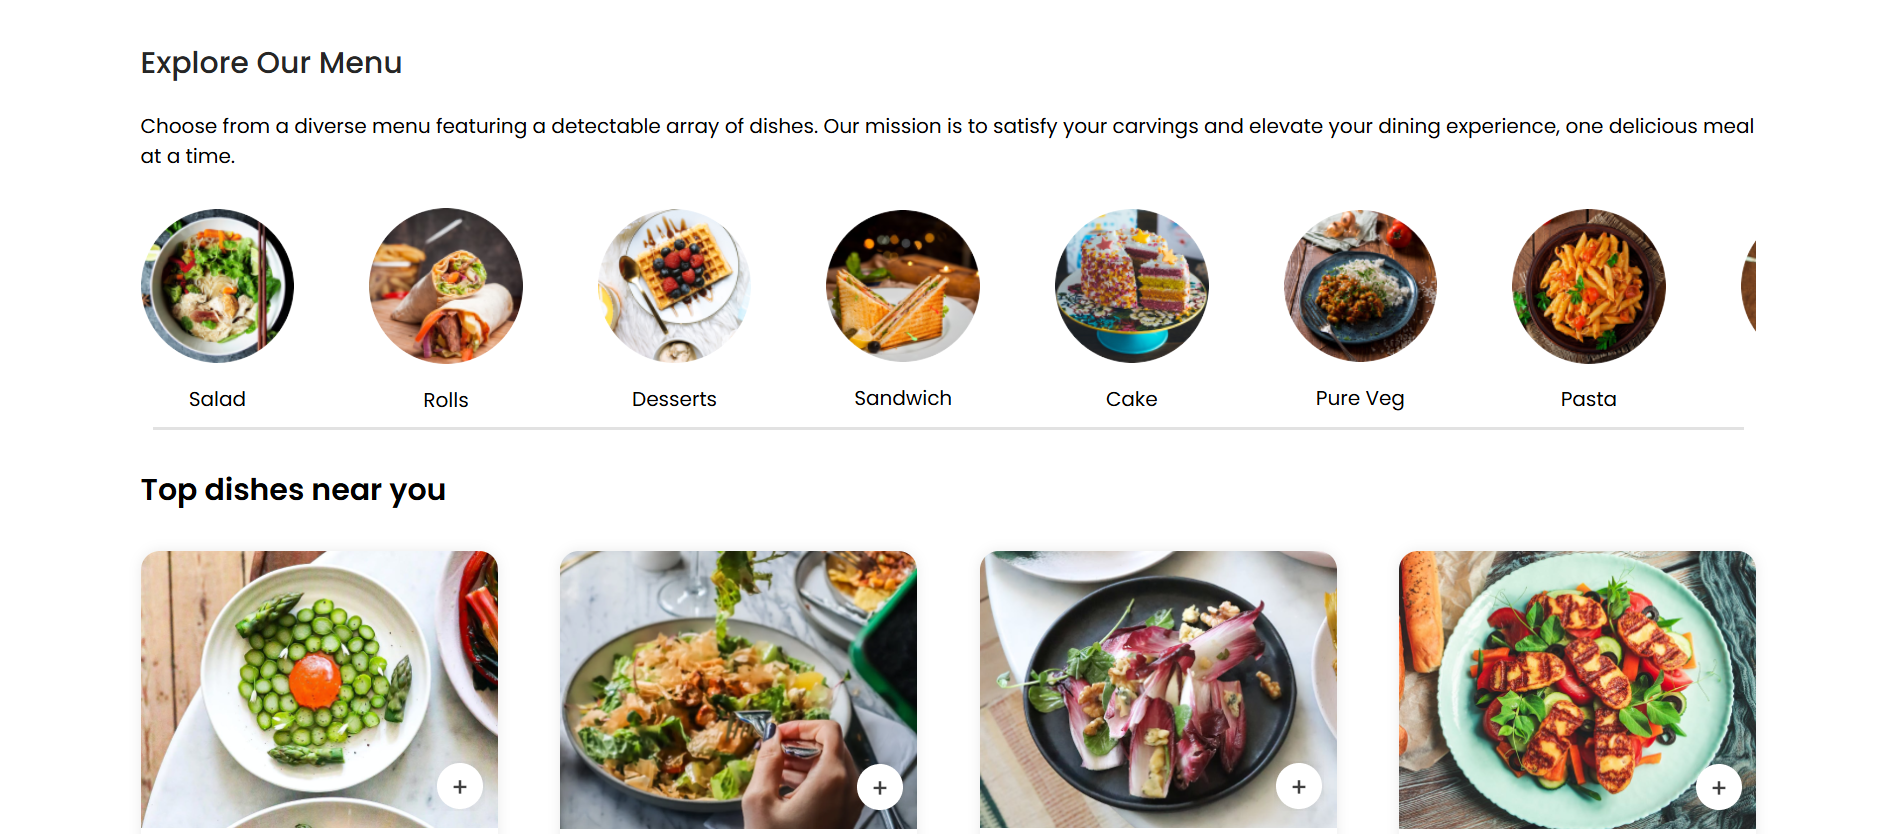 Explore Our Menu
Choose from a diverse menu featuring a detectable array of dishes. Our mission is to satisfy your carvings and elevate your dining experience, one delicious meal
at a time.
Salad
Rolls
Desserts
Sandwich
Cake
Pure Veg
Pasta
Top dishes near you